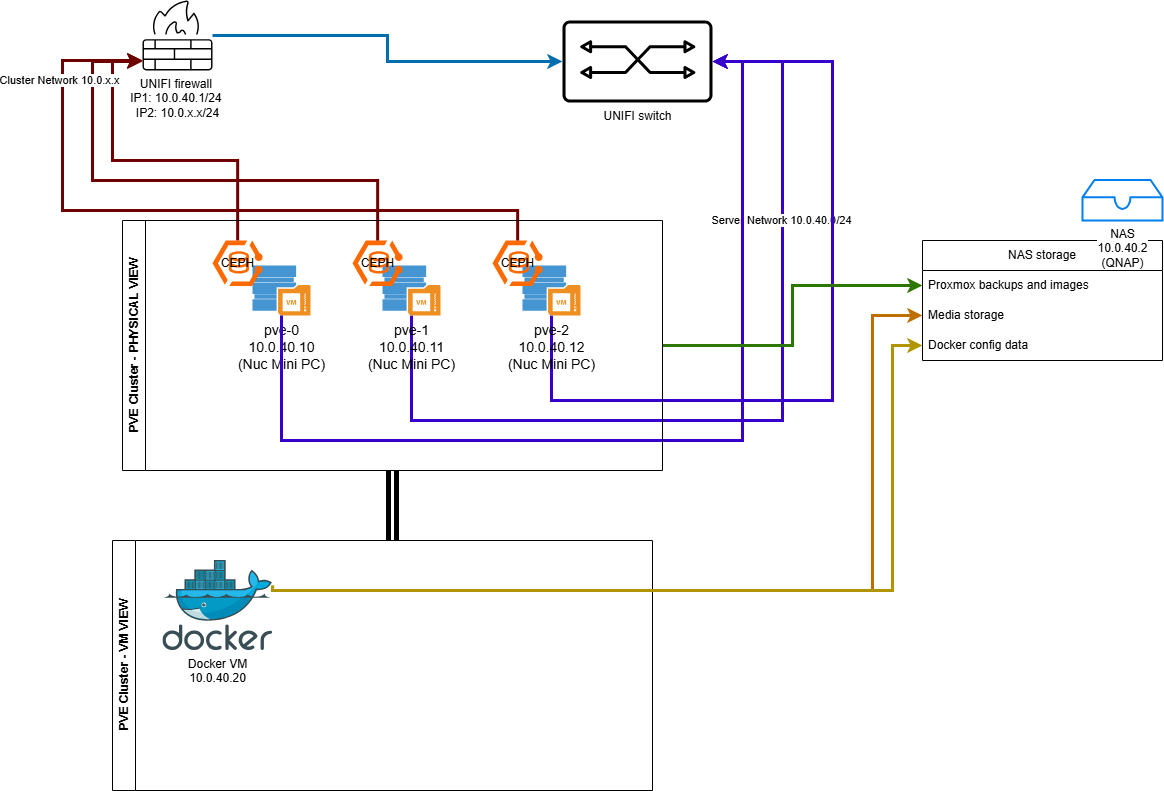 Cluster Network 10.0.x.x
UNIFI firewall
IP1: 10.0.40.1/24
IP2: 10.0.x.x/24
UNIFI switch
Server Network 10.0.40.0/24
NAS
10.0.40.2
(QNAP)
NAS storage
Proxmox backups and images
Media storage
Docker config data
PVE Cluster - PHYSICAL VIEW
CEPH
VM
pve-0
10.0.40.10
(Nuc Mini PC)
CEPH
VM
pve-1
10.0.40.11
(Nuc Mini PC)
CEPH
VM
pve-2
10.0.40.12
(Nuc Mini PC)
PVE Cluster - VM VIEW
docker
Docker VM
10.0.40.20